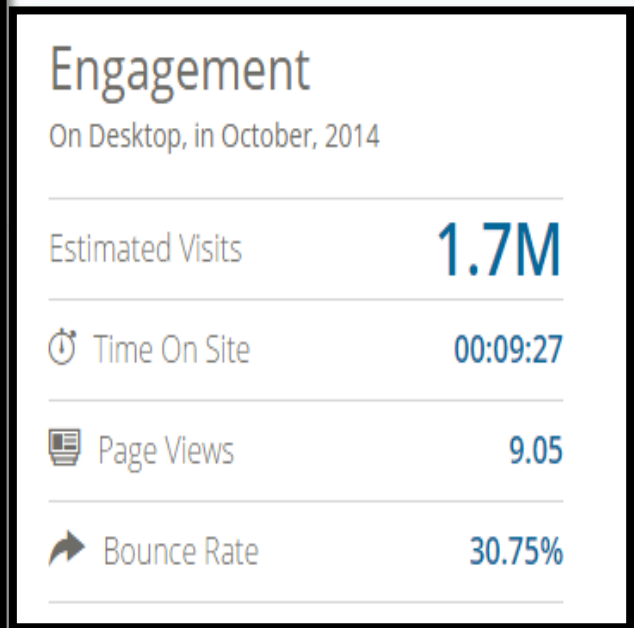 Engagement
On Desktop, in October, 2014
Estimated Visits 1.7M
Time On Site 00:09:27
Page Views 9.05
Bounce Rate 30.75%